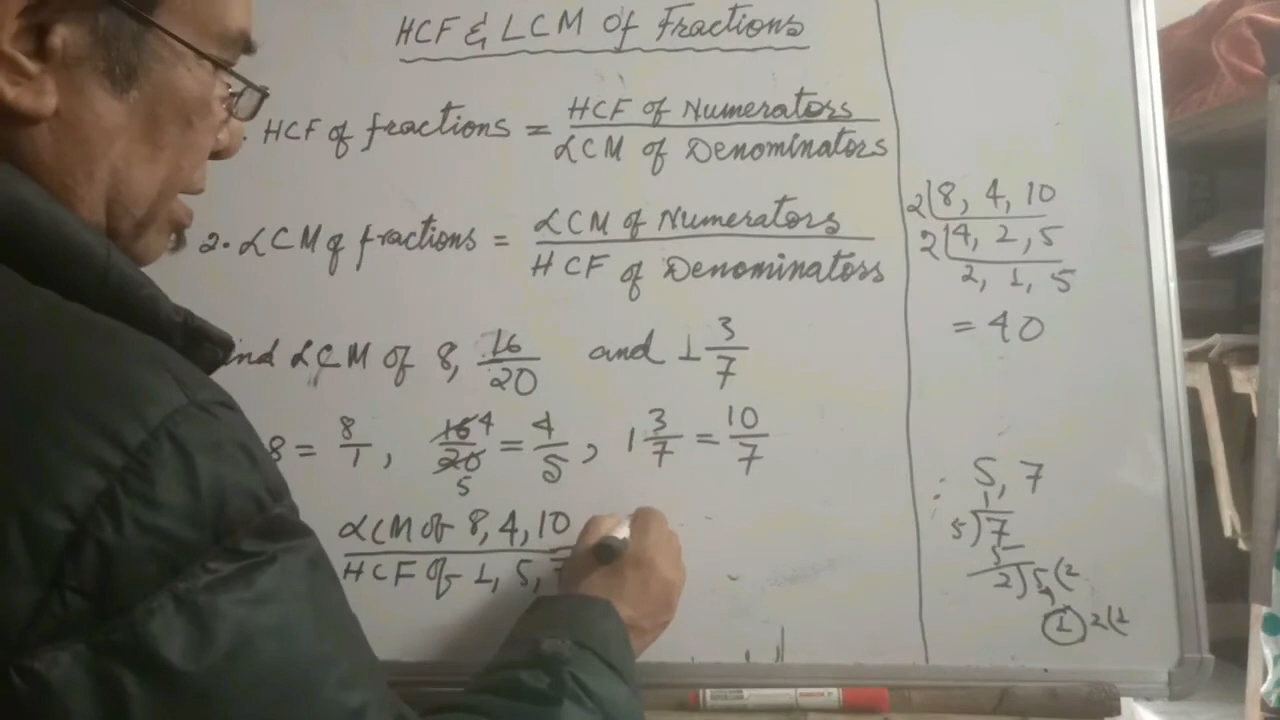 HCF & LCM Of Fractions
. HCF of fractions = HCF of Numerators / LCM of Denominators
2. LCM of fractions = LCM of Numerators / HCF of Denominators
LCM of 8, 16/20 and 1 3/7
8 = 8/1, 16/20 4 5 = 4/5, 1 3/7 = 10/7
LCM of 8, 4, 10
HCF of 1, 5,
2 | 8, 4, 10
2 | 4, 2, 5
2, 1, 5
= 40
: 5, 7
1
5 ) 7
5
2 ) 5 ( 2
1